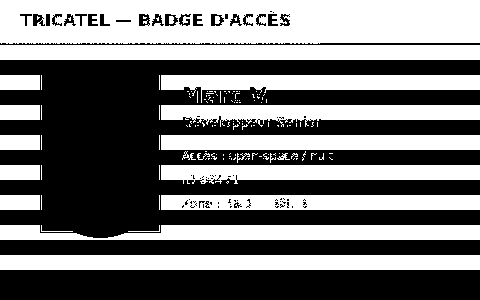 TRICATEL — BADGE D'ACCÈS
Marc V.
Développeur Senior
Accès : open-space / nuit
Zone :